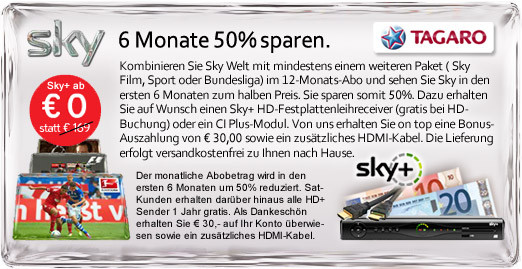 sky
6 Monate 50% sparen.
TAGARO
Kombinieren Sie Sky Welt mit mindestens einem weiteren Paket ( Sky
Film, Sport oder Bundesliga) im 12-Monats-Abo und sehen Sie Sky in den
ersten 6 Monaten zum halben Preis. Sie sparen somit 50%. Dazu erhalten
Sie auf Wunsch einen Sky+ HD-Festplattenleihreceiver (gratis bei HD-
Buchung) oder ein CI Plus-Modul. Von uns erhalten Sie on top eine Bonus-
Auszahlung von € 30,00 sowie ein zusätzliches HDMI-Kabel. Die Lieferung
erfolgt versandkostenfrei zu Ihnen nach Hause.
Sky+ ab
€ 0
statt € 169
Der monatliche Abobetrag wird in den
ersten 6 Monaten um 50% reduziert. Sat-
Kunden erhalten darüber hinaus alle HD+
Sender 1 Jahr gratis. Als Dankeschön
erhalten Sie € 30,- auf Ihr Konto überwie-
sen sowie ein zusätzliches HDMI-Kabel.
sky+
10
20